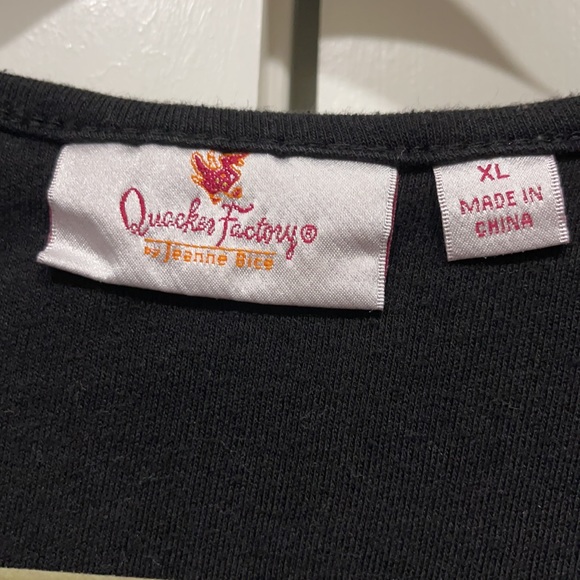 Quacker Factory®
by Jeanne Bice
XL
MADE IN
CHINA